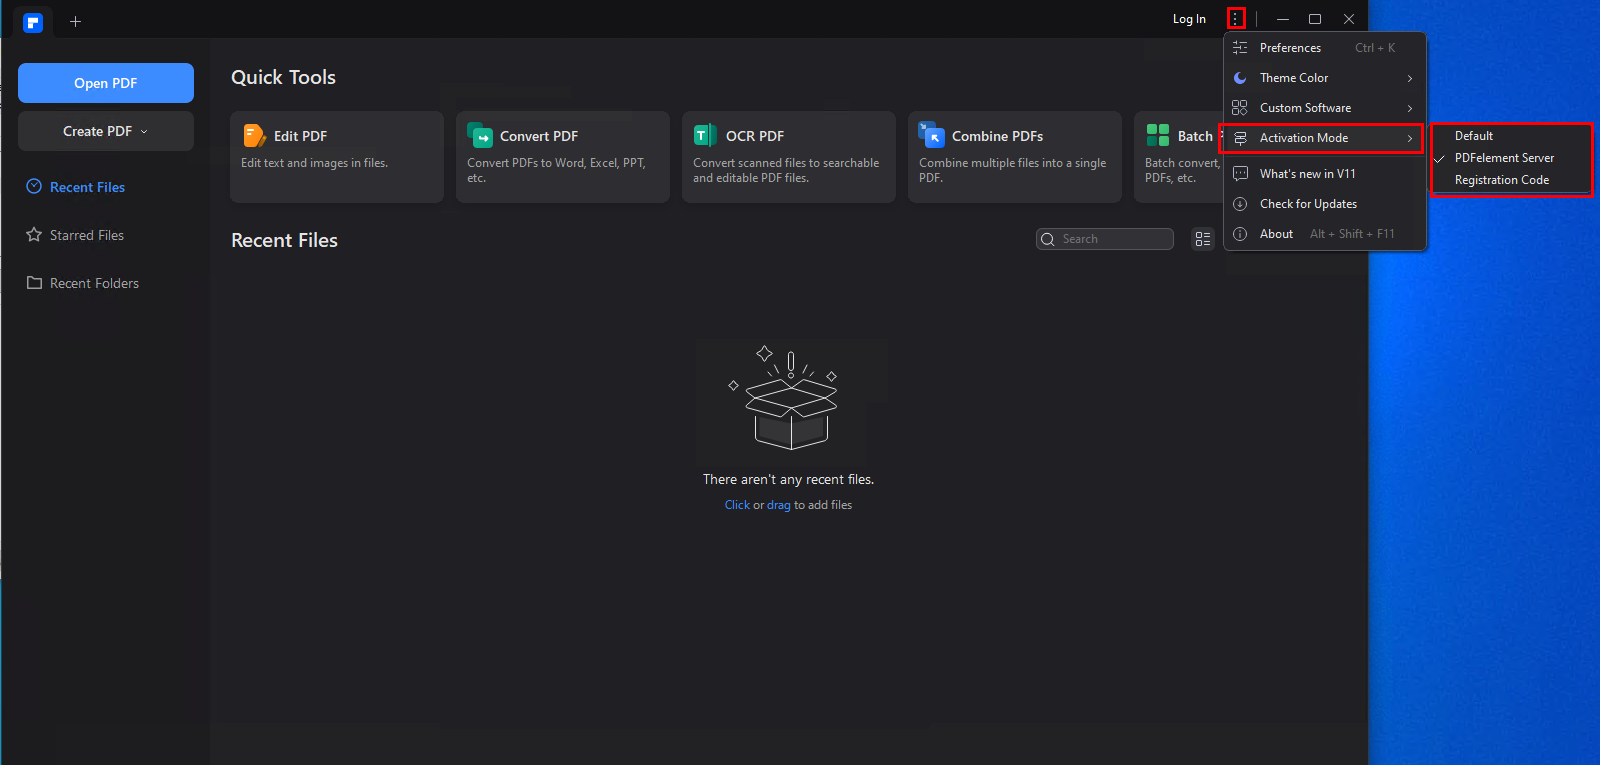 Log In
Open PDF
Create PDF
Recent Files
Starred Files
Recent Folders
Quick Tools
Edit PDF
Edit text and images in files.
Convert PDF
Convert PDFs to Word, Excel, PPT,
etc.
OCR PDF
Convert scanned files to searchable
and editable PDF files.
Combine PDFs
Combine multiple files into a single
PDF.
Batch
Batch convert,
PDFs, etc.
Recent Files
Search
There aren't any recent files.
Click or drag to add files
Preferences Ctrl + K
Theme Color
Custom Software
Activation Mode
What's new in V11
Check for Updates
About Alt + Shift + F11
Default
PDFelement Server
Registration Code